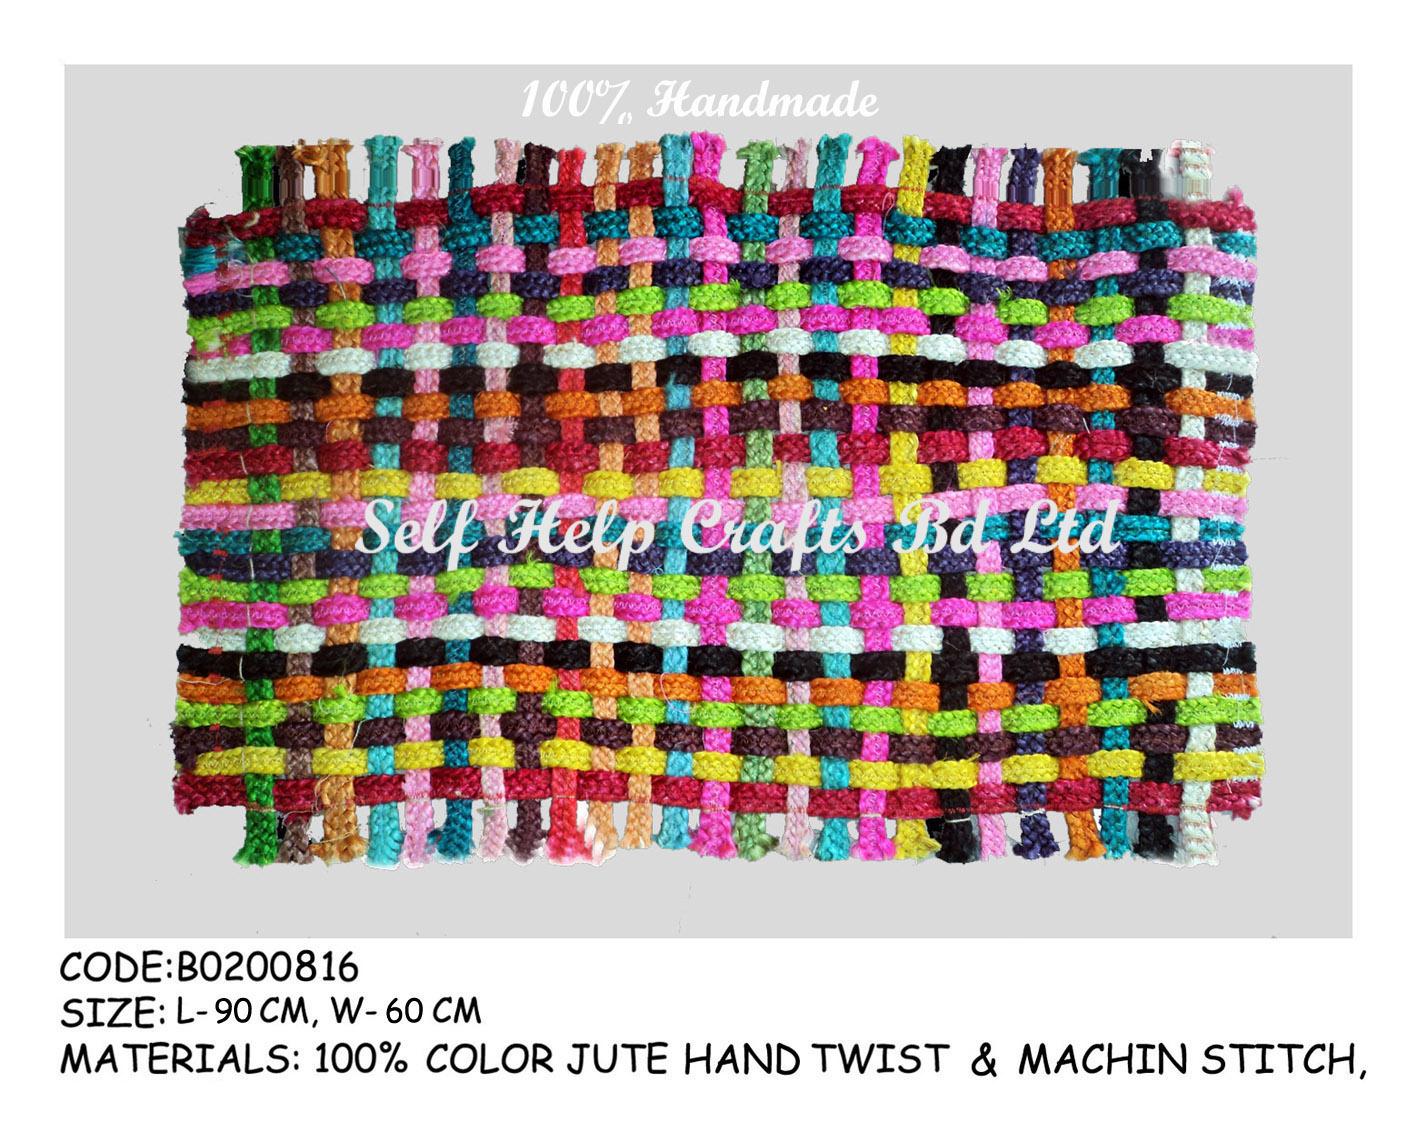 100% Handmade
Self Help Crafts Bd Ltd
CODE:B0200816
SIZE: L- 90 CM, W- 60 CM
MATERIALS: 100% COLOR JUTE HAND TWIST & MACHIN STITCH,